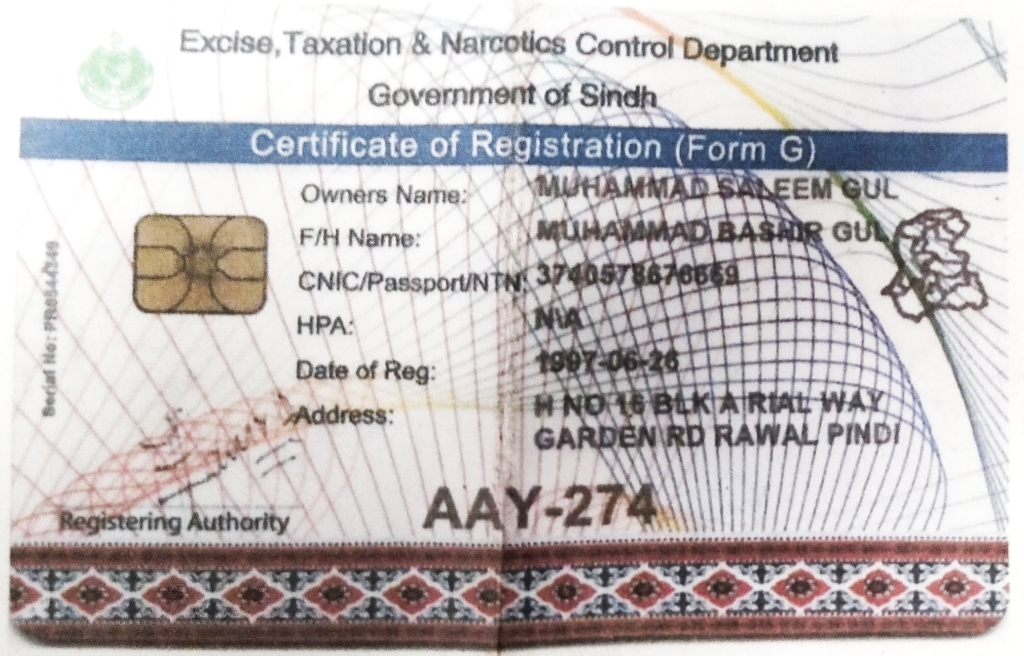 Excise,Taxation & Narcotics Control Department
Government of Sindh
Certificate of Registration (Form G)
Owners Name: MUHAMMAD SALEEM GUL
F/H Name: MUHAMMAD BASHIR GUL
CNIC/Passport/NTN: 3740578676669
HPA: N\A
Date of Reg: 1997-06-26
Address: H NO 16 BLK A RIAL WAY
GARDEN RD RAWAL PINDI
Serial No:
Registering Authority
AAY-274